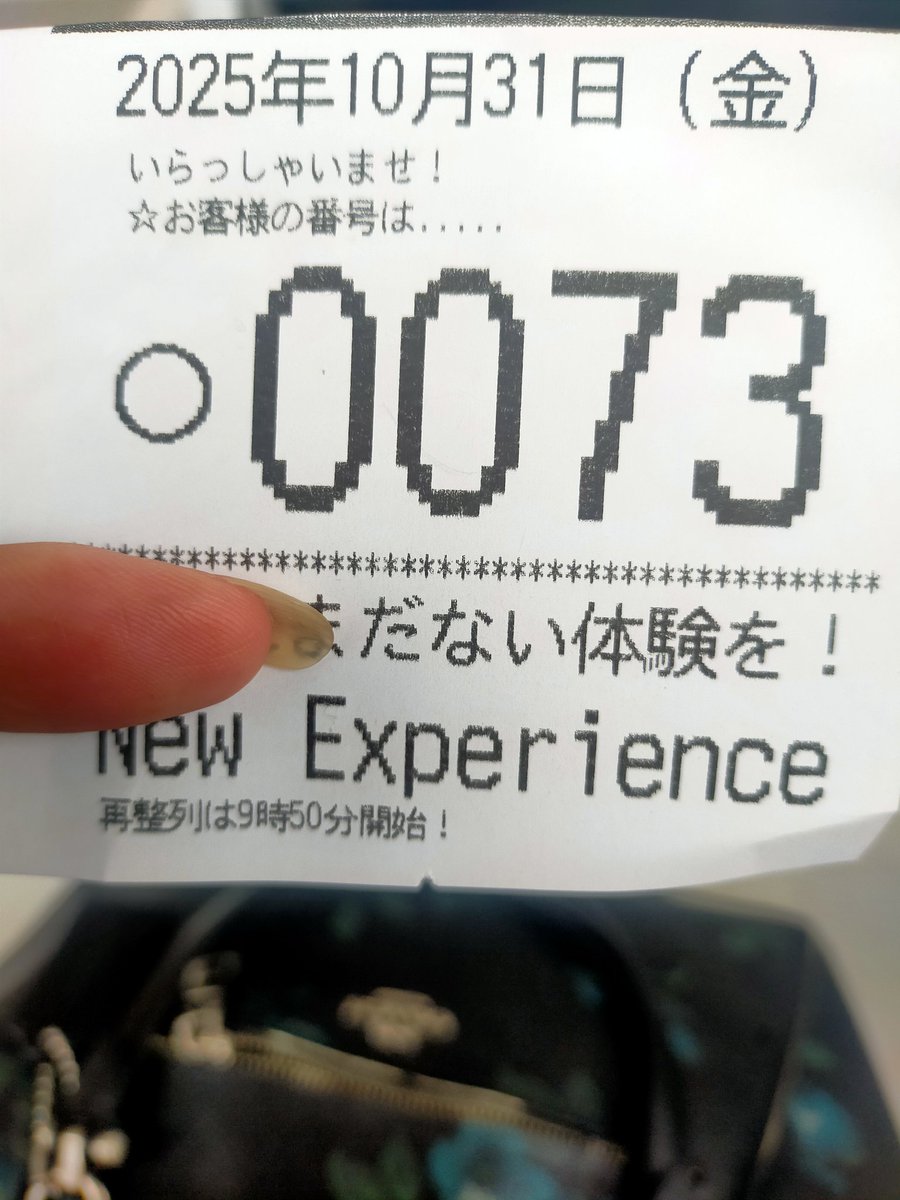 2025年10月31日（金）
いらっしゃいませ！
☆お客様の番号は.....
○0073
************************************
まだない体験を！
New Experience
再整列は9時50分開始！